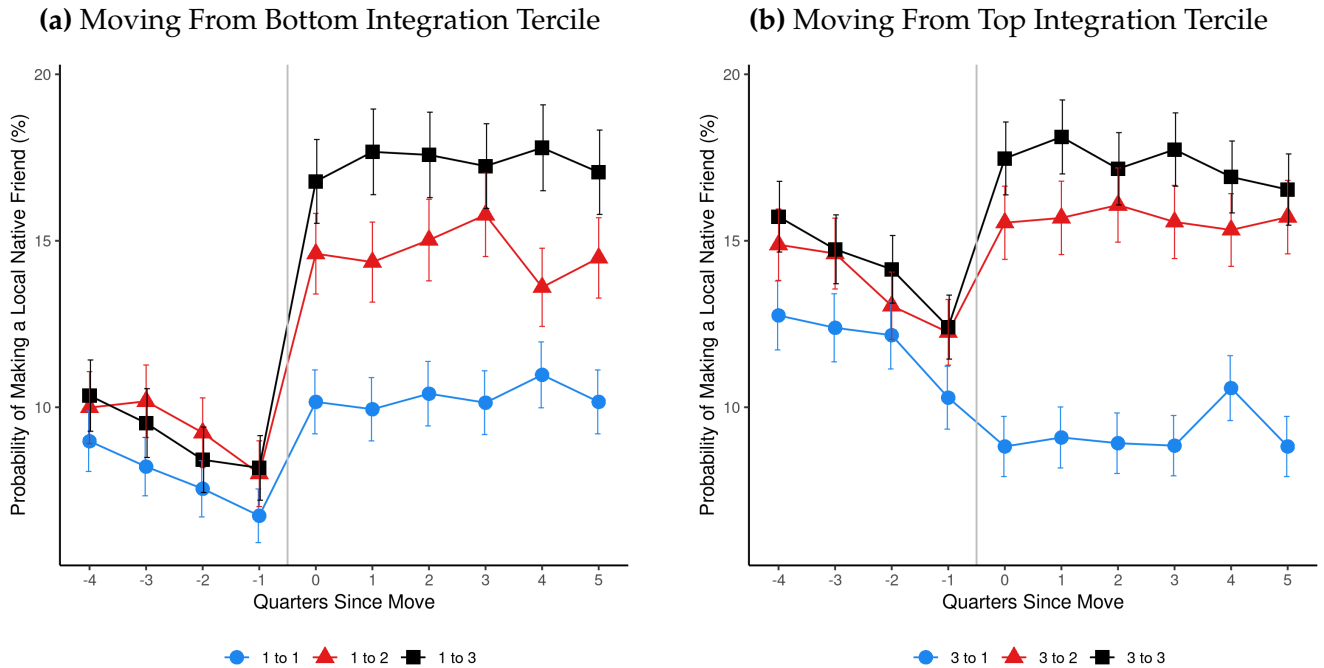 (a) Moving From Bottom Integration Tercile
Probability of Making a Local Native Friend (%)
20
15
10
-4 -3 -2 -1 0 1 2 3 4 5
Quarters Since Move
1 to 1 1 to 2 1 to 3
(b) Moving From Top Integration Tercile
Probability of Making a Local Native Friend (%)
20
15
10
-4 -3 -2 -1 0 1 2 3 4 5
Quarters Since Move
3 to 1 3 to 2 3 to 3